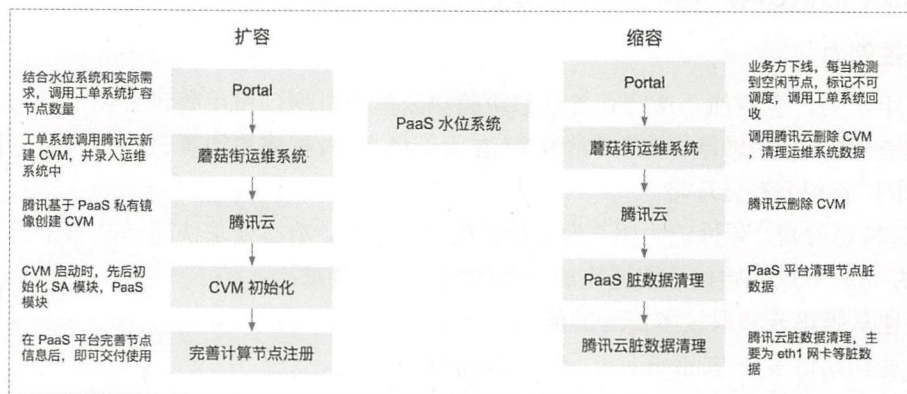 扩容
结合水位系统和实际需
求，调用工单系统扩容
节点数量
Portal
工单系统调用腾讯云新
建 CVM，并录入运维
系统中
蘑菇街运维系统
腾讯基于 PaaS 私有镜
像创建 CVM
腾讯云
CVM 启动时，先后初
始化 SA 模块，PaaS
模块
CVM 初始化
在 PaaS 平台完善节点
信息后，即可交付使用
完善计算节点注册
PaaS 水位系统
缩容
Portal
业务方下线，每当检测
到空闲节点，标记不可
调度，调用工单系统回
收
蘑菇街运维系统
调用腾讯云删除 CVM
，清理运维系统数据
腾讯云
腾讯云删除 CVM
PaaS 脏数据清理
PaaS 平台清理节点脏
数据
腾讯云脏数据清理
腾讯云脏数据清理，主
要为 eth1 网卡等脏数
据